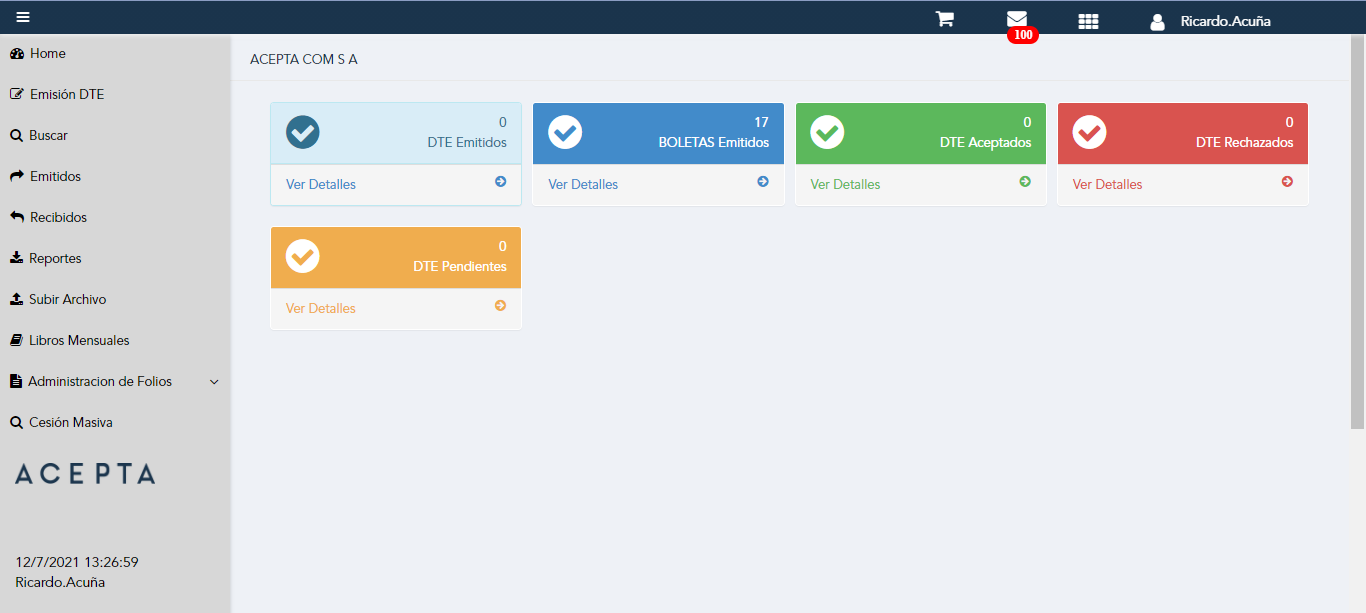 Ricardo.Acuña
100
Home
Emisión DTE
Buscar
Emitidos
Recibidos
Reportes
Subir Archivo
Libros Mensuales
Administracion de Folios
Cesión Masiva
ACEPTA
12/7/2021 13:26:59
Ricardo.Acuña
ACEPTA COM S A
0
DTE Emitidos
Ver Detalles
17
BOLETAS Emitidos
Ver Detalles
0
DTE Aceptados
Ver Detalles
0
DTE Rechazados
Ver Detalles
0
DTE Pendientes
Ver Detalles